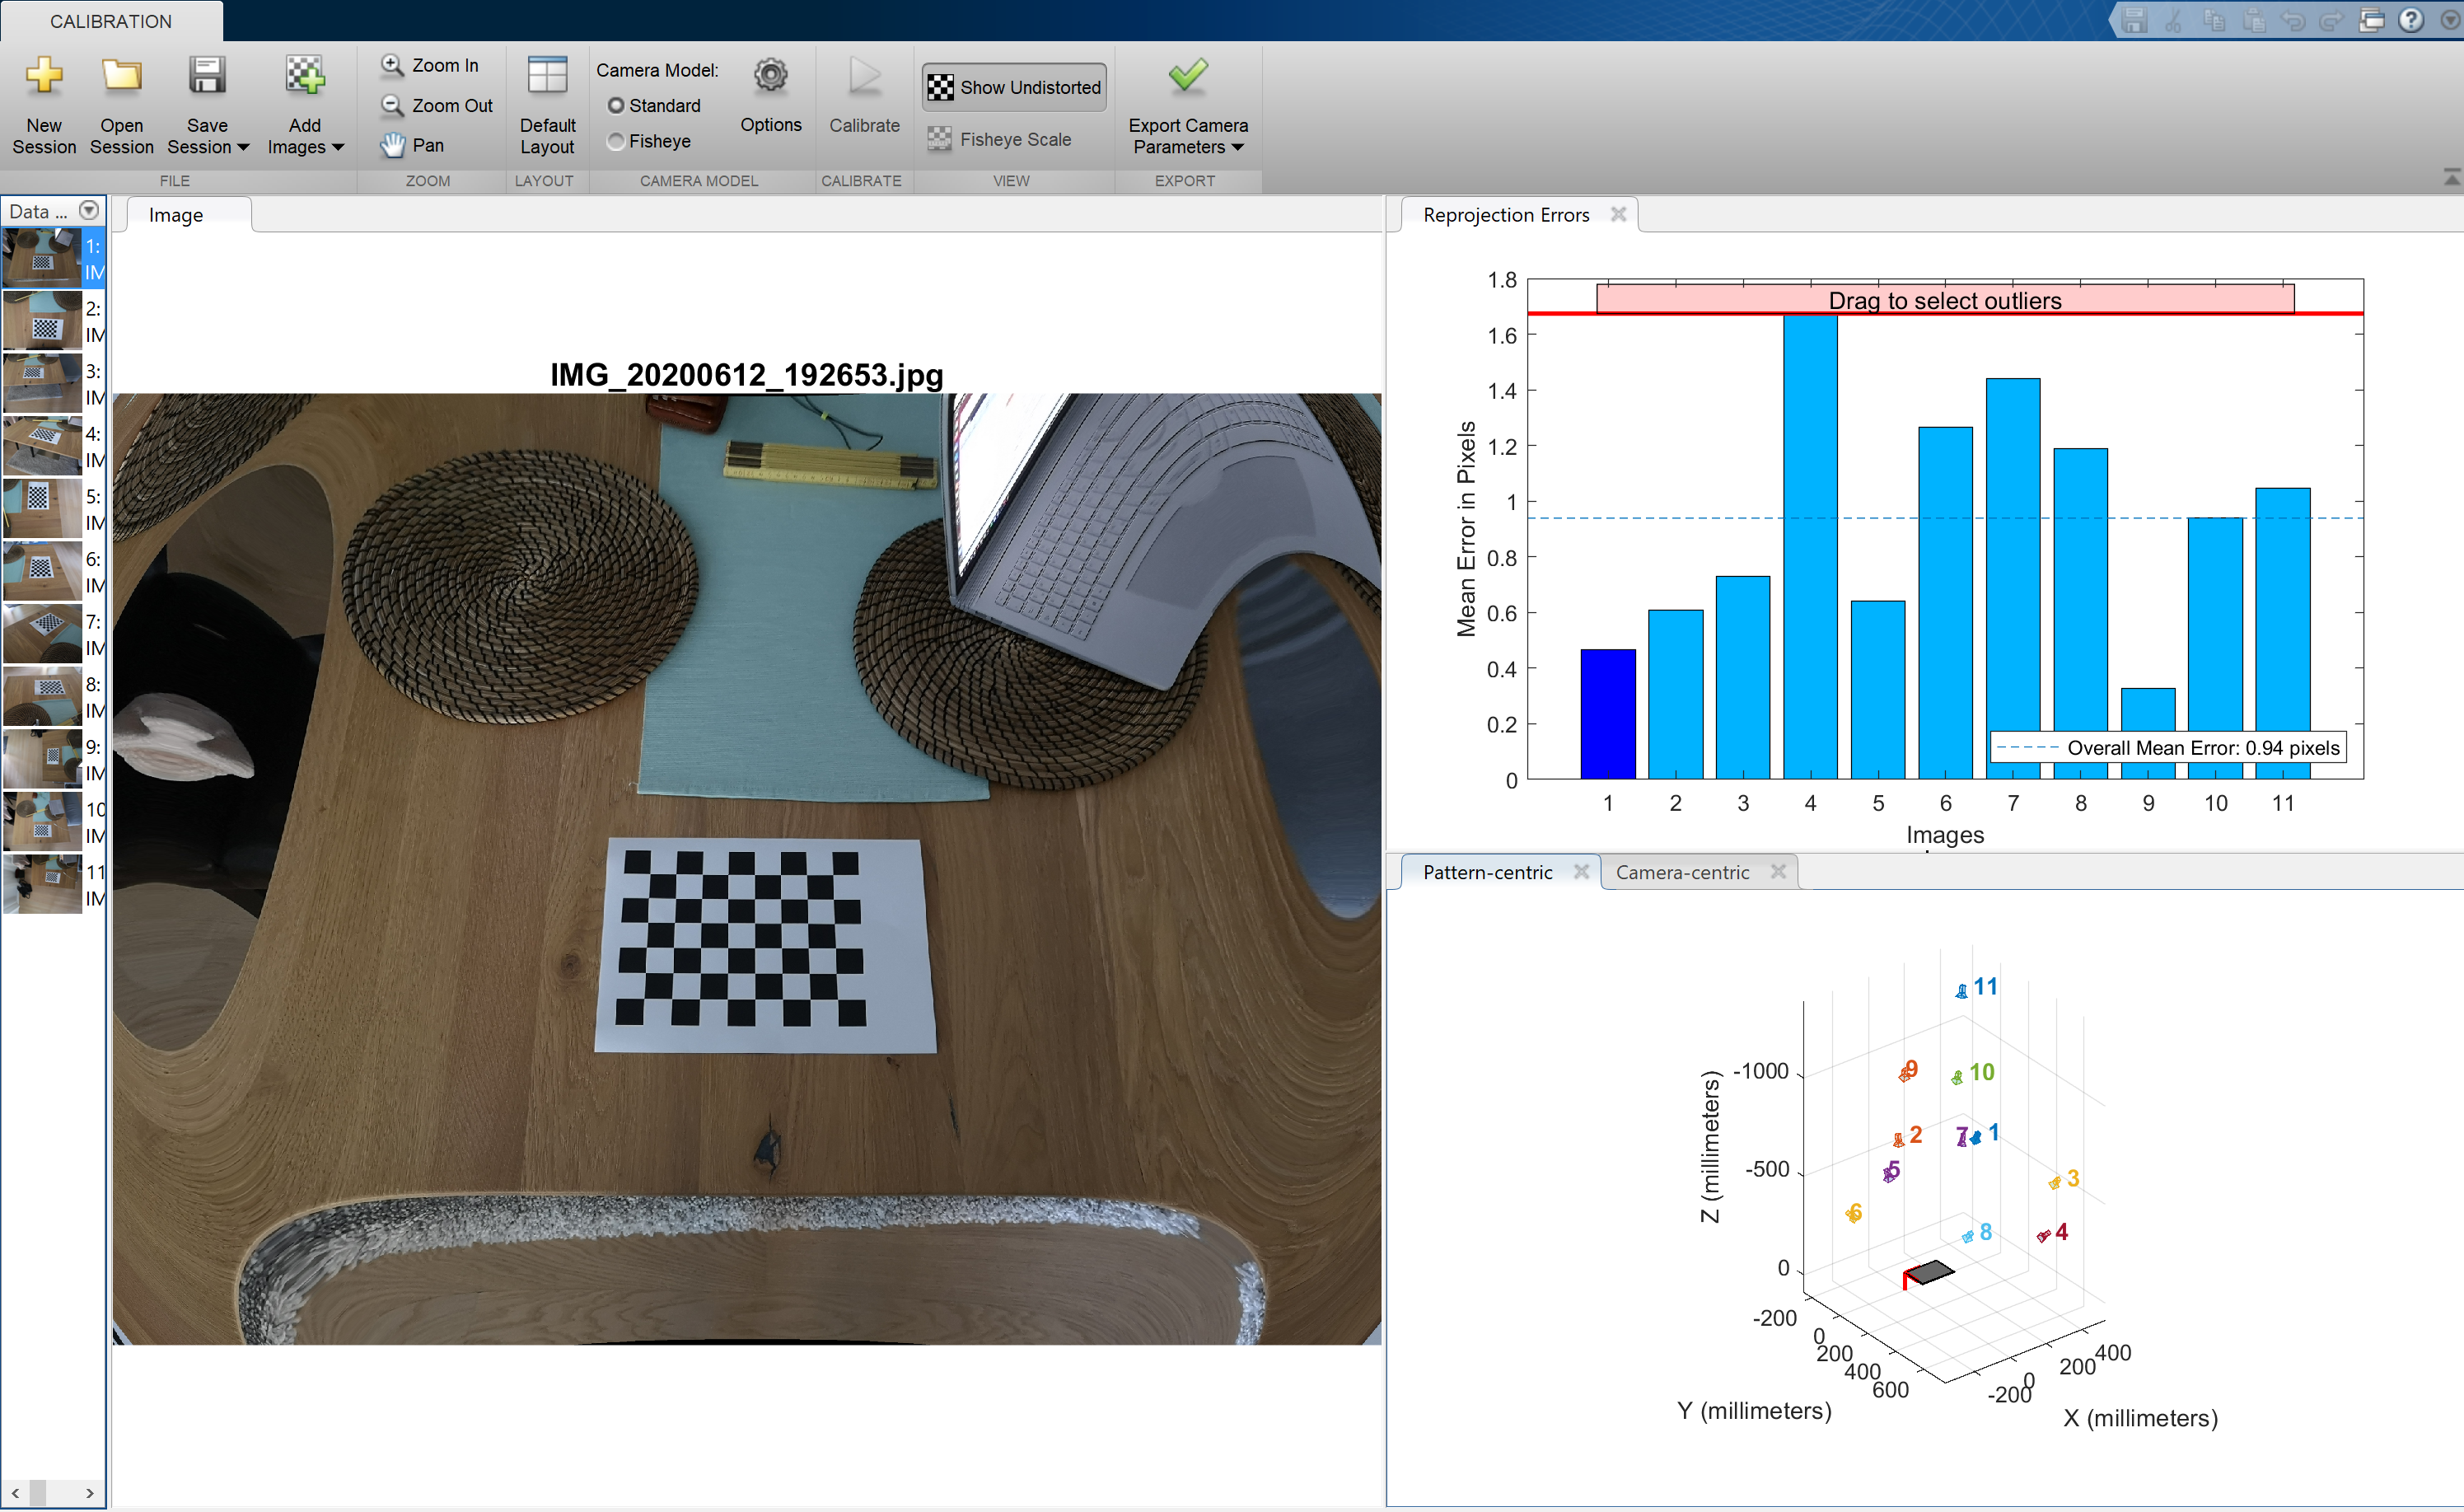 CALIBRATION
New
Session
Open
Session
Save
Session
Add
Images
Zoom In
Zoom Out
Pan
Default
Layout
Camera Model:
Standard
Fisheye
Options
Calibrate
Show Undistorted
Fisheye Scale
Export Camera
Parameters
FILE
ZOOM
LAYOUT
CAMERA MODEL
CALIBRATE
VIEW
EXPORT
Data ...
1:
IM
2:
IM
3:
IM
4:
IM
5:
IM
6:
IM
7:
IM
8:
IM
9:
IM
10
IM
11
IM
Image
IMG_20200612_192653.jpg
Reprojection Errors
Drag to select outliers
1.8
1.6
1.4
1.2
1
0.8
0.6
0.4
0.2
0
Mean Error in Pixels
Overall Mean Error: 0.94 pixels
1 2 3 4 5 6 7 8 9 10 11
Images
Pattern-centric
Camera-centric
11
9
10
2
7
1
5
3
6
8
4
Z (millimeters)
-1000
-500
0
-200
0
200
400
600
Y (millimeters)
-200
0
200
400
X (millimeters)